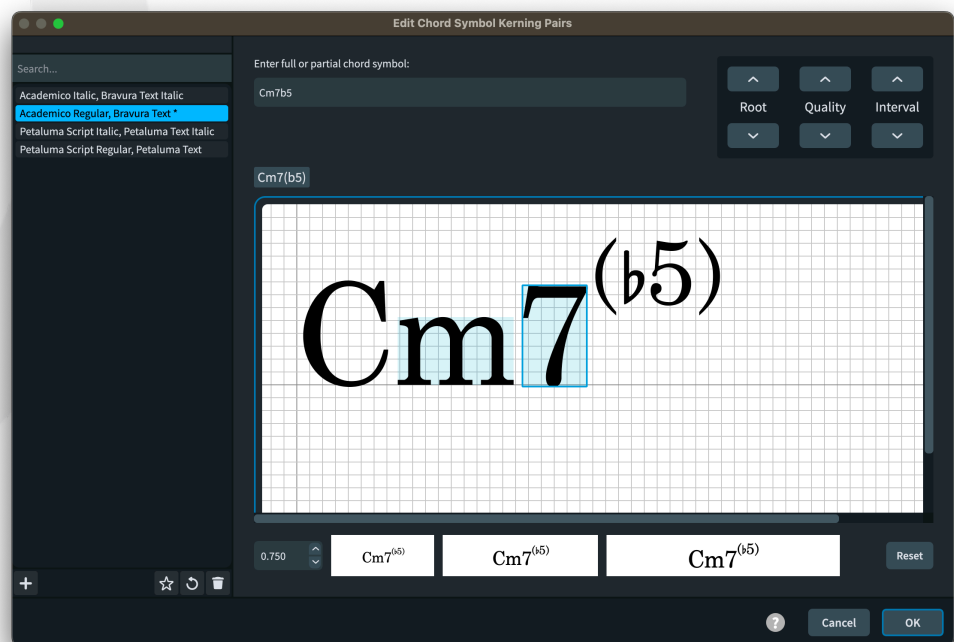 Edit Chord Symbol Kerning Pairs
Search...
Academico Italic, Bravura Text Italic
Academico Regular, Bravura Text *
Petaluma Script Italic, Petaluma Text Italic
Petaluma Script Regular, Petaluma Text
Enter full or partial chord symbol:
Cm7b5
Root Quality Interval
Cm7(b5)
Cm7(♭5)
0.750
Cm7(♭5)
Cm7(♭5)
Cm7(♭5)
Reset
?
Cancel
OK